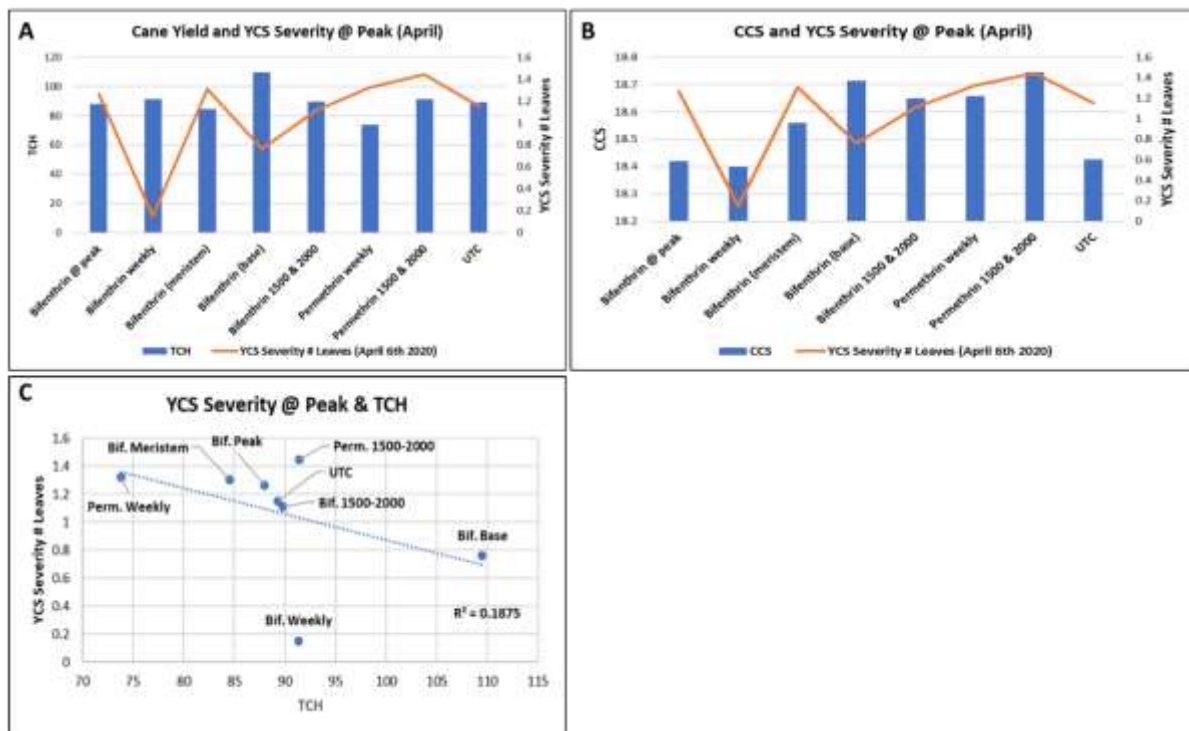 A
Cane Yield and YCS Severity @ Peak (April)
120
100
80
60
40
20
0
TCH
1.6
1.4
1.2
1
0.8
0.6
0.4
0.2
0
YCS Severity # Leaves
Bifenthrin @ peak
Bifenthrin weekly
Bifenthrin (meristem)
Bifenthrin (base)
Bifenthrin 1500 & 2000
Permethrin weekly
Permethrin 1500 & 2000
UTC
TCH
YCS Severity # Leaves (April 6th 2020)
B
CCS and YCS Severity @ Peak (April)
18.8
18.7
18.6
18.5
18.4
18.3
18.2
CCS
1.6
1.4
1.2
1
0.8
0.6
0.4
0.2
0
YCS Severity # Leaves
Bifenthrin @ peak
Bifenthrin weekly
Bifenthrin (meristem)
Bifenthrin (base)
Bifenthrin 1500 & 2000
Permethrin weekly
Permethrin 1500 & 2000
UTC
CCS
YCS Severity # Leaves (April 6th 2020)
C
YCS Severity @ Peak & TCH
1.6
1.4
1.2
1
0.8
0.6
0.4
0.2
0
YCS Severity # Leaves
Bif. Meristem
Bif. Peak
Perm. 1500-2000
UTC
Perm. Weekly
Bif. 1500-2000
Bif. Base
Bif. Weekly
R² = 0.1875
70 75 80 85 90 95 100 105 110 115
TCH